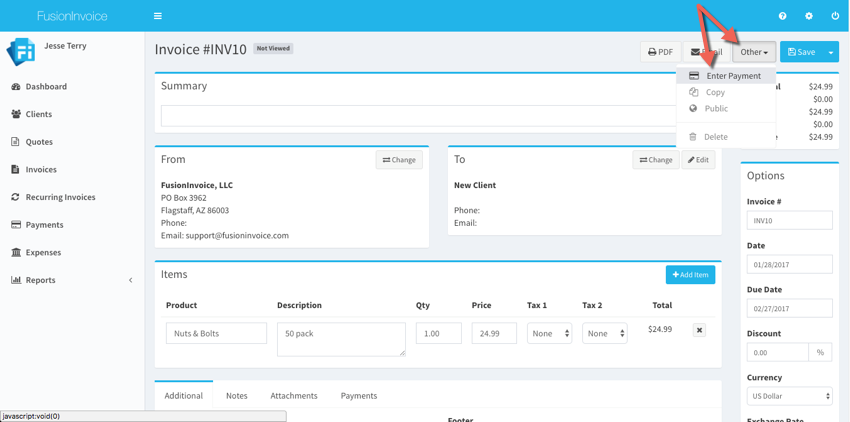 FusionInvoice
Jesse Terry
Dashboard
Clients
Quotes
Invoices
Recurring Invoices
Payments
Expenses
Reports
Invoice #INV10 Not Viewed
PDF Other Save
Enter Payment
Copy
Public
Delete
Summary
$24.99
$0.00
$24.99
$0.00
$24.99
From Change
FusionInvoice, LLC
PO Box 3962
Flagstaff, AZ 86003
Phone:
Email: support@fusioninvoice.com
To Change Edit
New Client
Phone:
Email:
Items Add Item
Product Description Qty Price Tax 1 Tax 2 Total
Nuts & Bolts 50 pack 1.00 24.99 None None $24.99
Additional Notes Attachments Payments
Footer
Options
Invoice #
INV10
Date
01/28/2017
Due Date
02/27/2017
Discount
0.00 %
Currency
US Dollar
Exchange Rate
javascript:void(0)